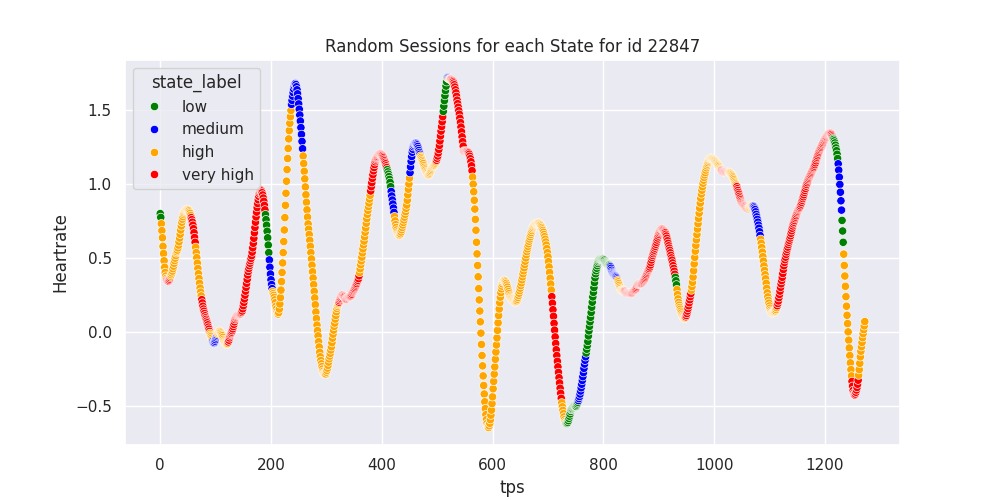 Random Sessions for each State for id 22847
state_label
low
medium
high
very high
Heartrate
1.5
1.0
0.5
0.0
−0.5
0 200 400 600 800 1000 1200
tps